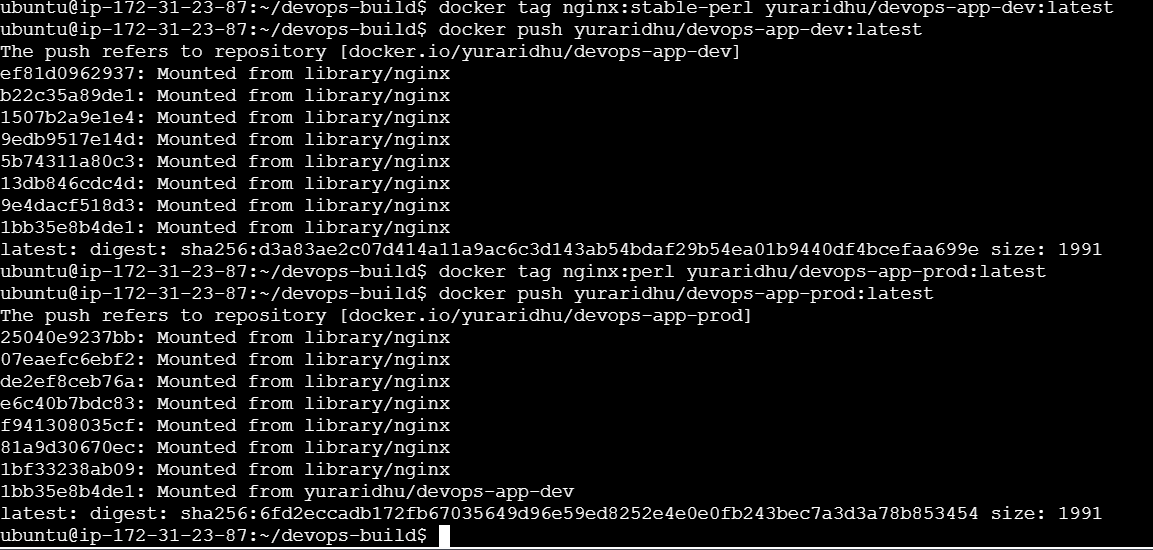 ubuntu@ip-172-31-23-87:~/devops-build$ docker tag nginx:stable-perl yuraridhu/devops-app-dev:latest
ubuntu@ip-172-31-23-87:~/devops-build$ docker push yuraridhu/devops-app-dev:latest
The push refers to repository [docker.io/yuraridhu/devops-app-dev]
ef81d0962937: Mounted from library/nginx
b22c35a89de1: Mounted from library/nginx
1507b2a9e1e4: Mounted from library/nginx
9edb9517e14d: Mounted from library/nginx
5b74311a80c3: Mounted from library/nginx
13db846cdc4d: Mounted from library/nginx
9e4dacf518d3: Mounted from library/nginx
1bb35e8b4de1: Mounted from library/nginx
latest: digest: sha256:d3a83ae2c07d414a11a9ac6c3d143ab54bdaf29b54ea01b9440df4bcefaa699e size: 1991
ubuntu@ip-172-31-23-87:~/devops-build$ docker tag nginx:perl yuraridhu/devops-app-prod:latest
ubuntu@ip-172-31-23-87:~/devops-build$ docker push yuraridhu/devops-app-prod:latest
The push refers to repository [docker.io/yuraridhu/devops-app-prod]
25040e9237bb: Mounted from library/nginx
07eaefc6ebf2: Mounted from library/nginx
de2ef8ceb76a: Mounted from library/nginx
e6c40b7bdc83: Mounted from library/nginx
f941308035cf: Mounted from library/nginx
81a9d30670ec: Mounted from library/nginx
1bf33238ab09: Mounted from library/nginx
1bb35e8b4de1: Mounted from yuraridhu/devops-app-dev
latest: digest: sha256:6fd2eccadb172fb67035649d96e59ed8252e4e0e0fb243bec7a3d3a78b853454 size: 1991
ubuntu@ip-172-31-23-87:~/devops-build$